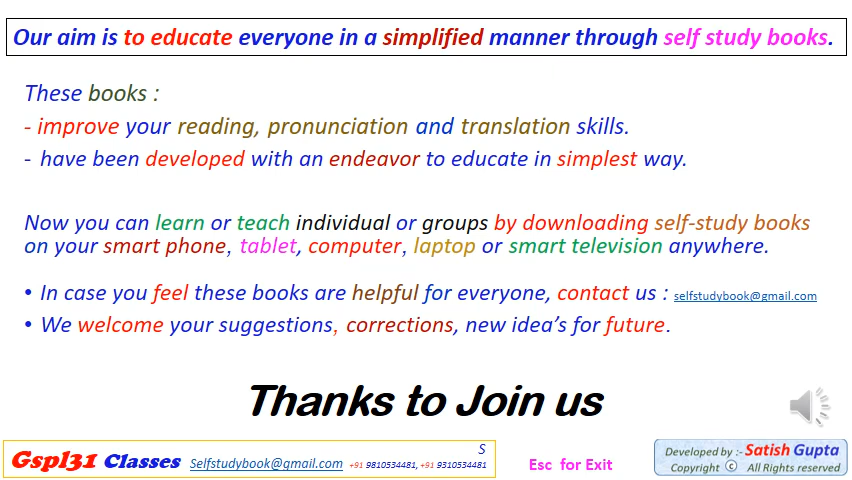 Our aim is to educate everyone in a simplified manner through self study books.
These books :
- improve your reading, pronunciation and translation skills.
- have been developed with an endeavor to educate in simplest way.
Now you can learn or teach individual or groups by downloading self-study books
on your smart phone, tablet, computer, laptop or smart television anywhere.
• In case you feel these books are helpful for everyone, contact us : selfstudybook@gmail.com
• We welcome your suggestions, corrections, new idea's for future.
Thanks to Join us
S
Gspl31 Classes Selfstudybook@gmail.com +91 9810534481, +91 9310534481
Esc for Exit
Developed by :- Satish Gupta
Copyright © All Rights reserved